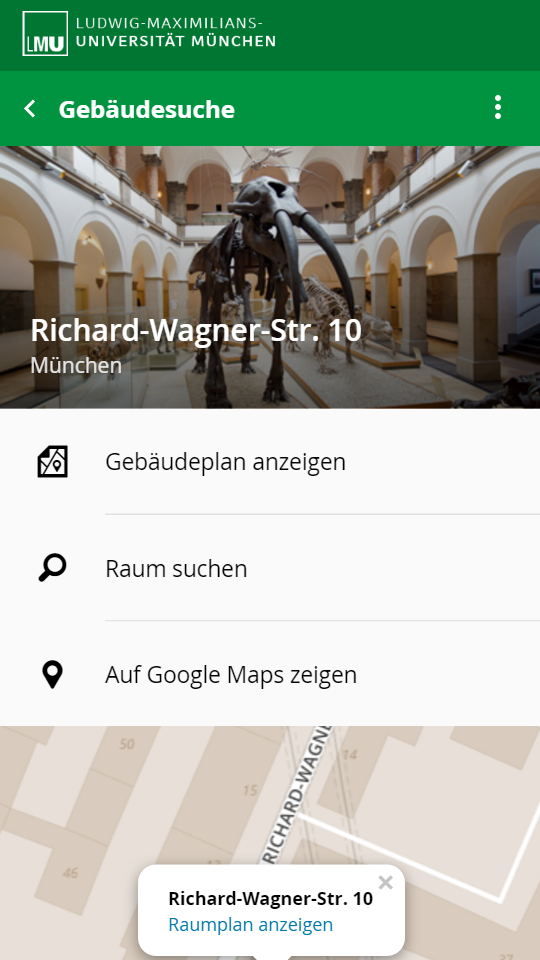 LMU
LUDWIG-MAXIMILIANS-
UNIVERSITÄT MÜNCHEN
Gebäudesuche
Richard-Wagner-Str. 10
München
Gebäudeplan anzeigen
Raum suchen
Auf Google Maps zeigen
50
14
15
46
RICHARD-WAGNE
Richard-Wagner-Str. 10
Raumplan anzeigen